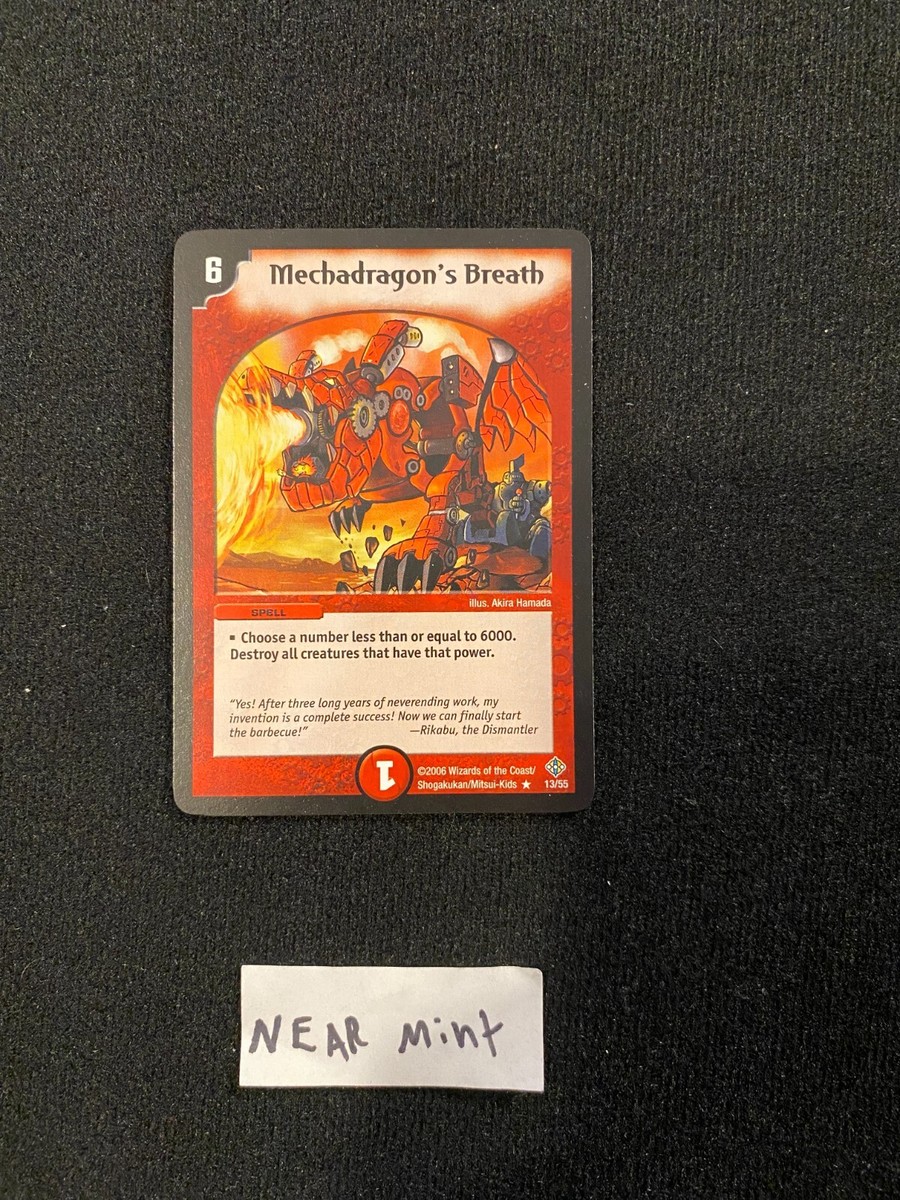 6
Mechadragon's Breath
illus. Akira Hamada
SPELL
▪ Choose a number less than or equal to 6000.
Destroy all creatures that have that power.
"Yes! After three long years of neverending work, my
invention is a complete success! Now we can finally start
the barbecue!" —Rikabu, the Dismantler
1
©2006 Wizards of the Coast/
Shogakukan/Mitsui-Kids ★ 13/55
NEAR Mint